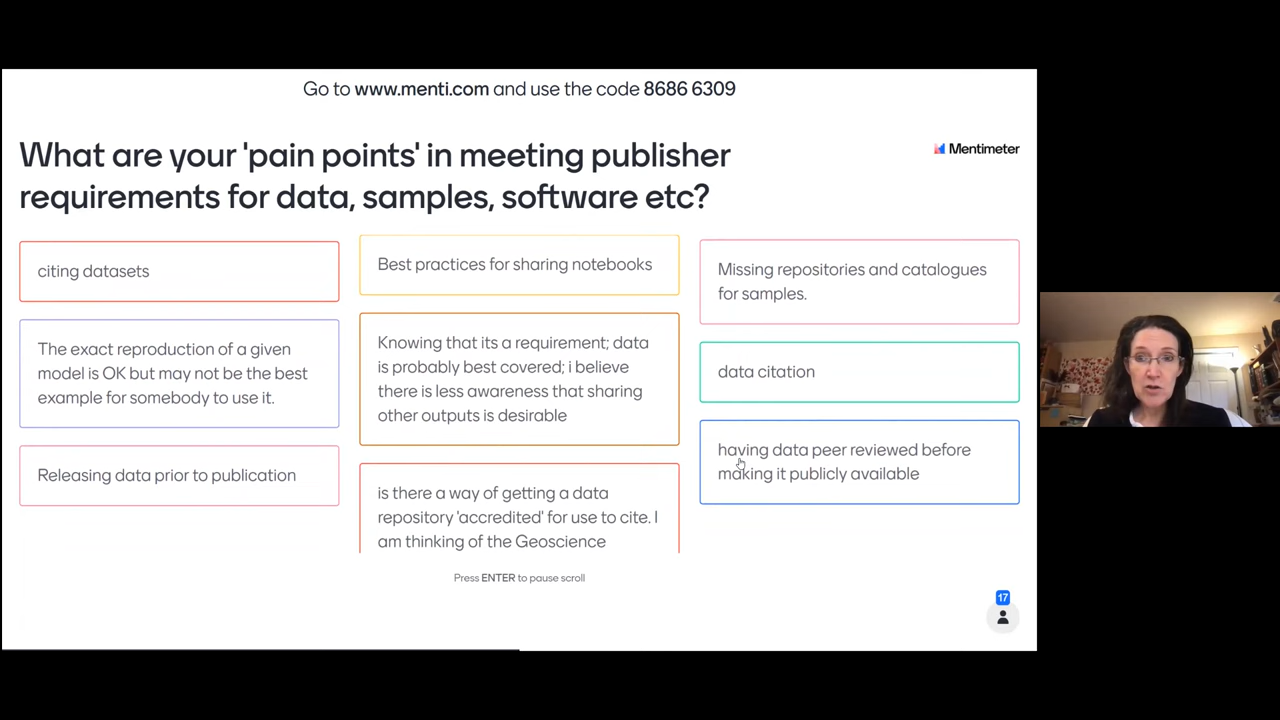 Go to www.menti.com and use the code 8686 6309
What are your 'pain points' in meeting publisher
requirements for data, samples, software etc?
Mentimeter
citing datasets
The exact reproduction of a given
model is OK but may not be the best
example for somebody to use it.
Releasing data prior to publication
Best practices for sharing notebooks
Knowing that its a requirement; data
is probably best covered; i believe
there is less awareness that sharing
other outputs is desirable
is there a way of getting a data
repository 'accredited' for use to cite. I
am thinking of the Geoscience
Missing repositories and catalogues
for samples.
data citation
having data peer reviewed before
making it publicly available
Press ENTER to pause scroll
17